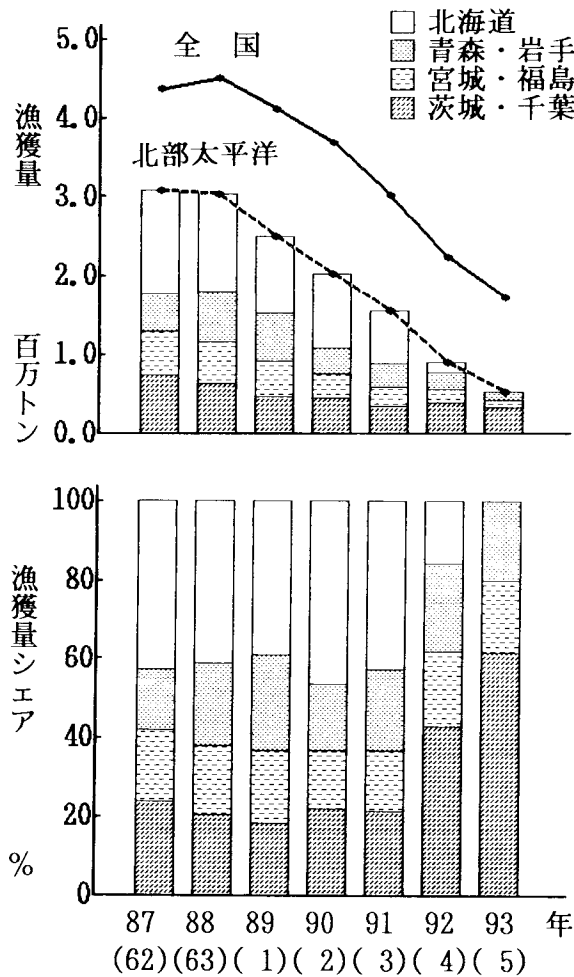 北海道
青森・岩手
宮城・福島
茨城・千葉
全国
北部太平洋
漁獲量
百万トン
5.0
4.0
3.0
2.0
1.0
0.0
漁獲量シェア
%
100
80
60
40
20
0
87 88 89 90 91 92 93 年
(62) (63) ( 1) ( 2) ( 3) ( 4) ( 5)